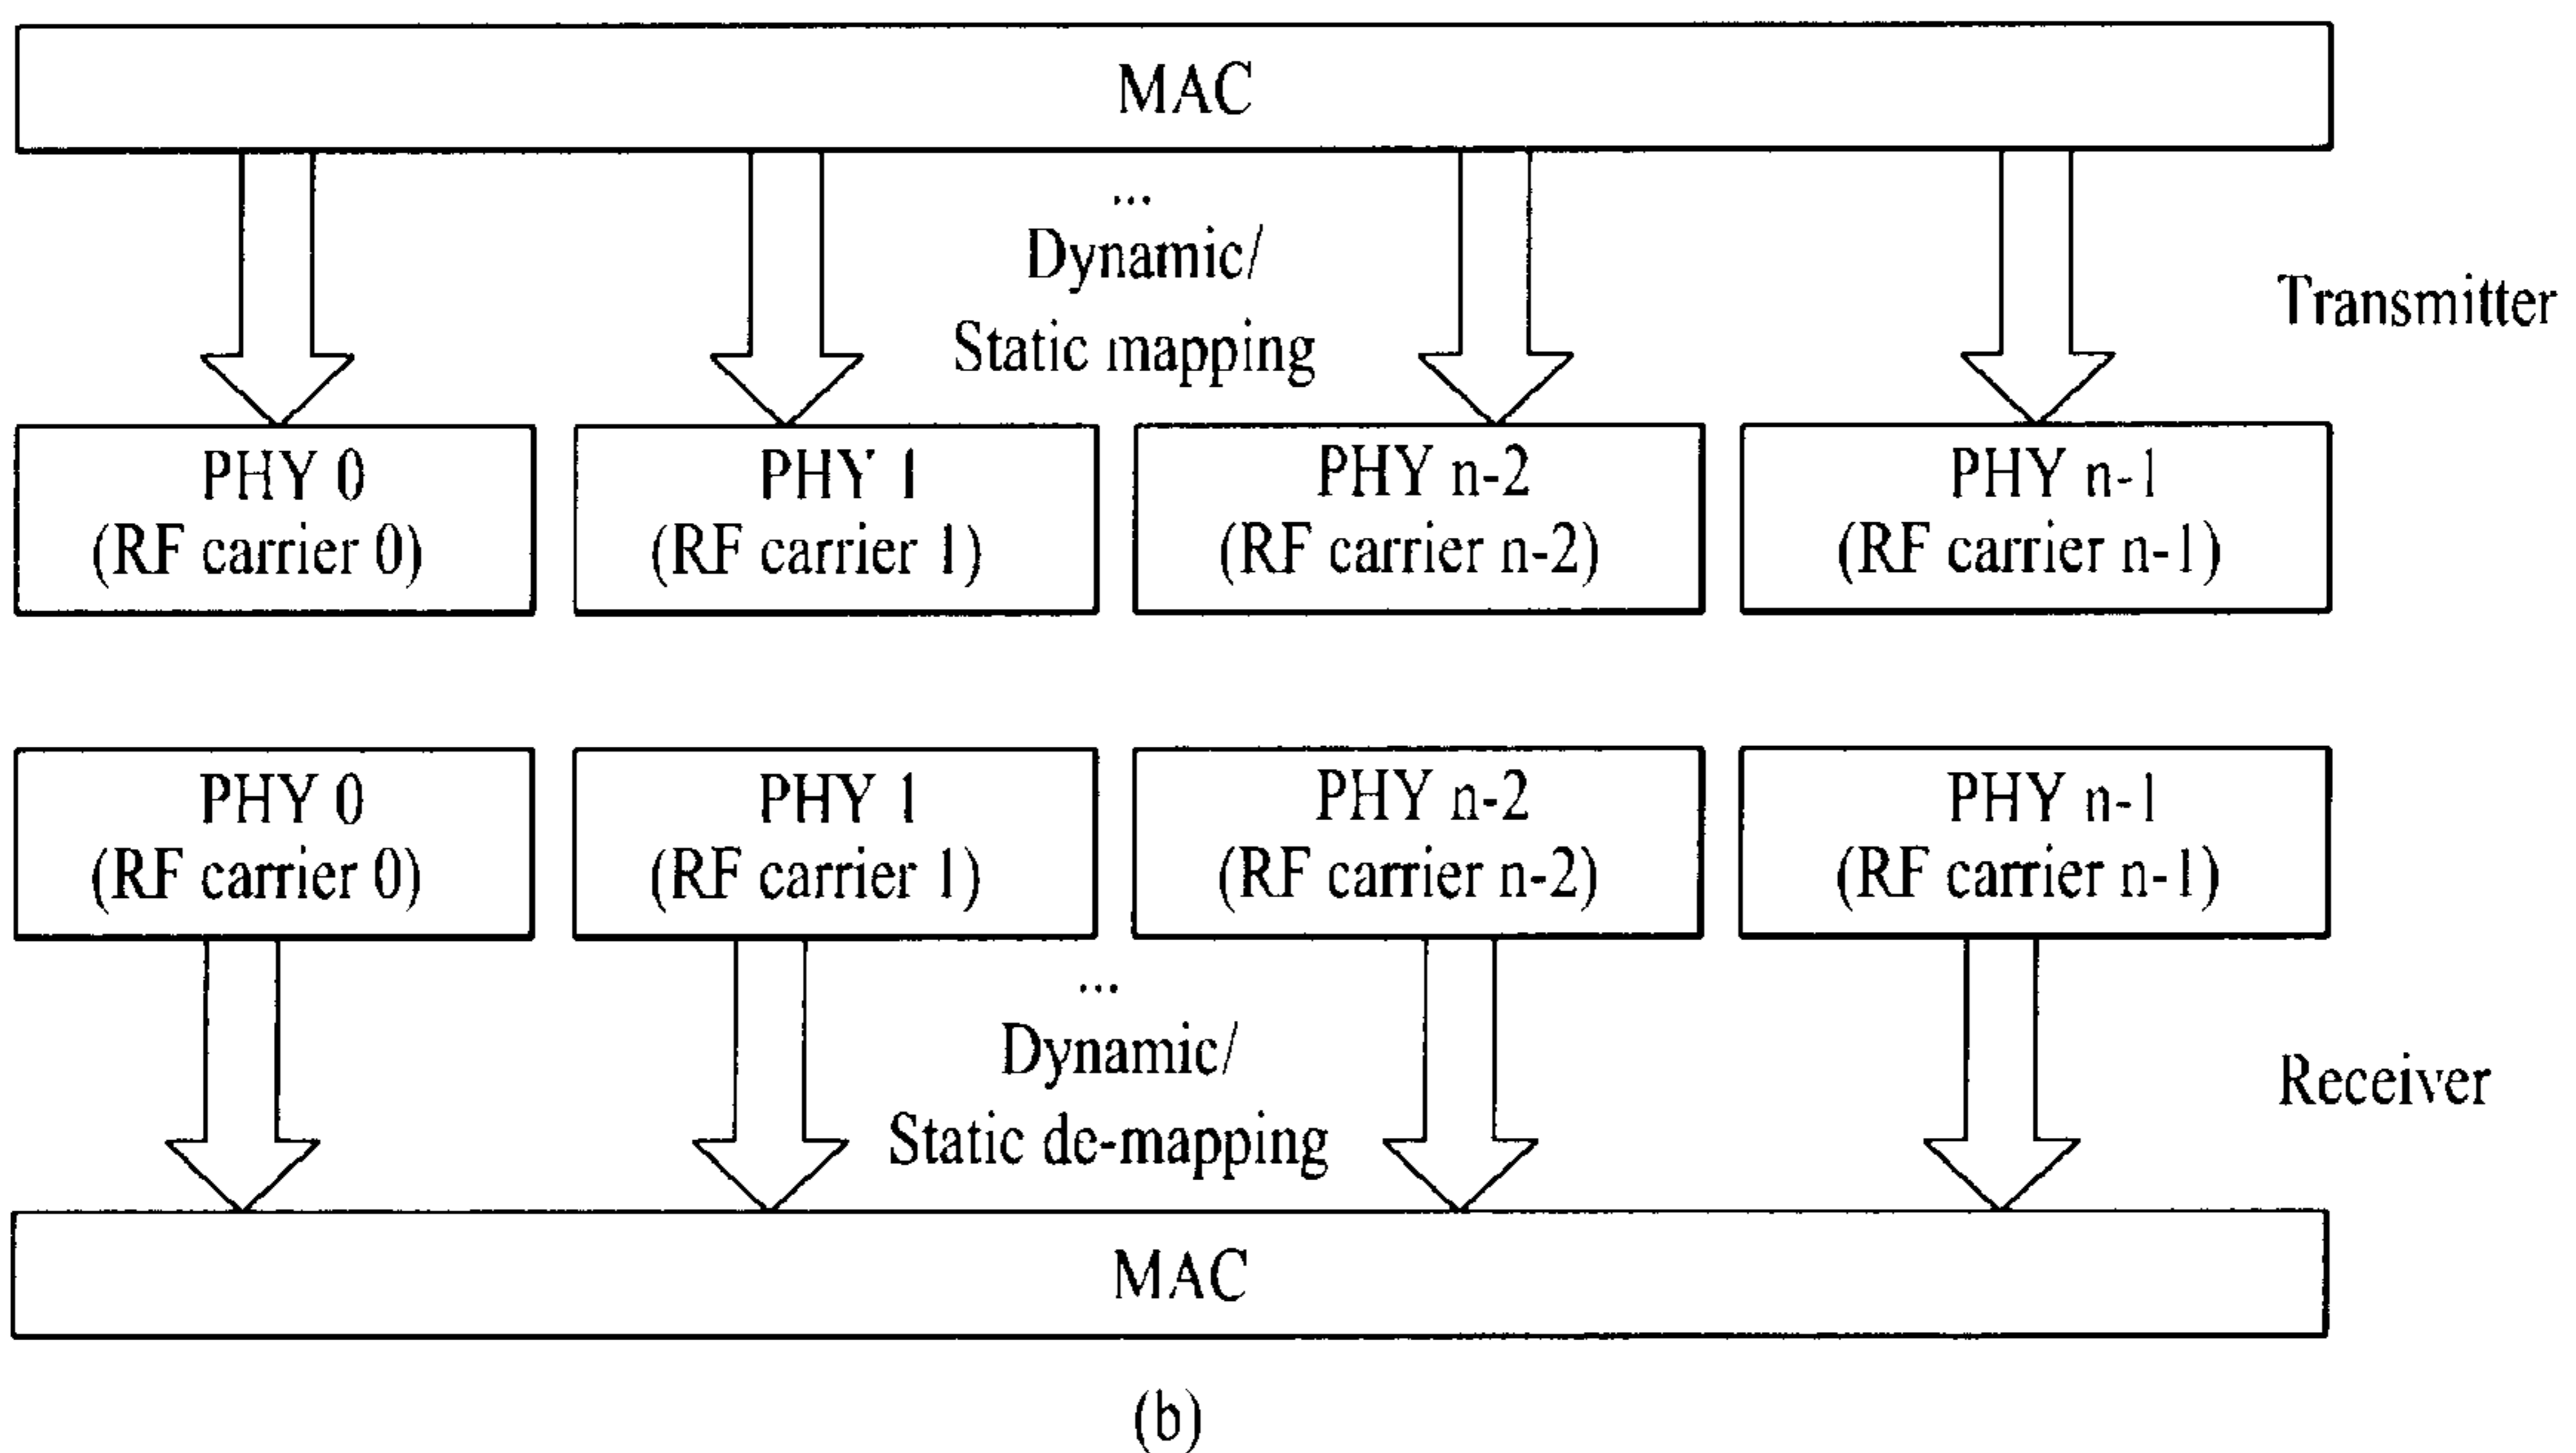 MAC
...
Dynamic/
Static mapping
Transmitter
PHY 0
(RF carrier 0)
PHY 1
(RF carrier 1)
PHY n-2
(RF carrier n-2)
PHY n-1
(RF carrier n-1)
PHY 0
(RF carrier 0)
PHY 1
(RF carrier 1)
PHY n-2
(RF carrier n-2)
PHY n-1
(RF carrier n-1)
...
Dynamic/
Static de-mapping
Receiver
MAC
(b)